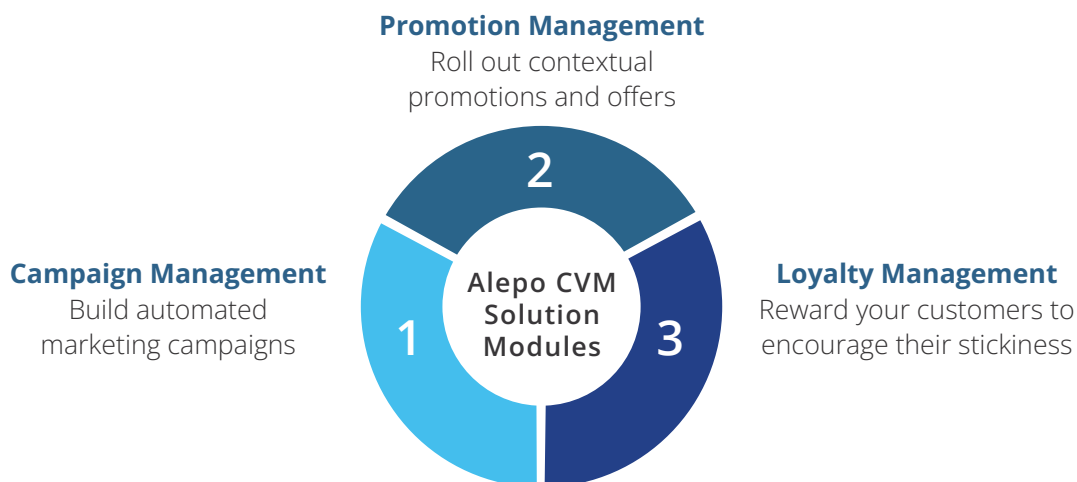 Promotion Management
Roll out contextual
promotions and offers
2
Campaign Management
Build automated
marketing campaigns
1
Alepo CVM
Solution
Modules
3
Loyalty Management
Reward your customers to
encourage their stickiness